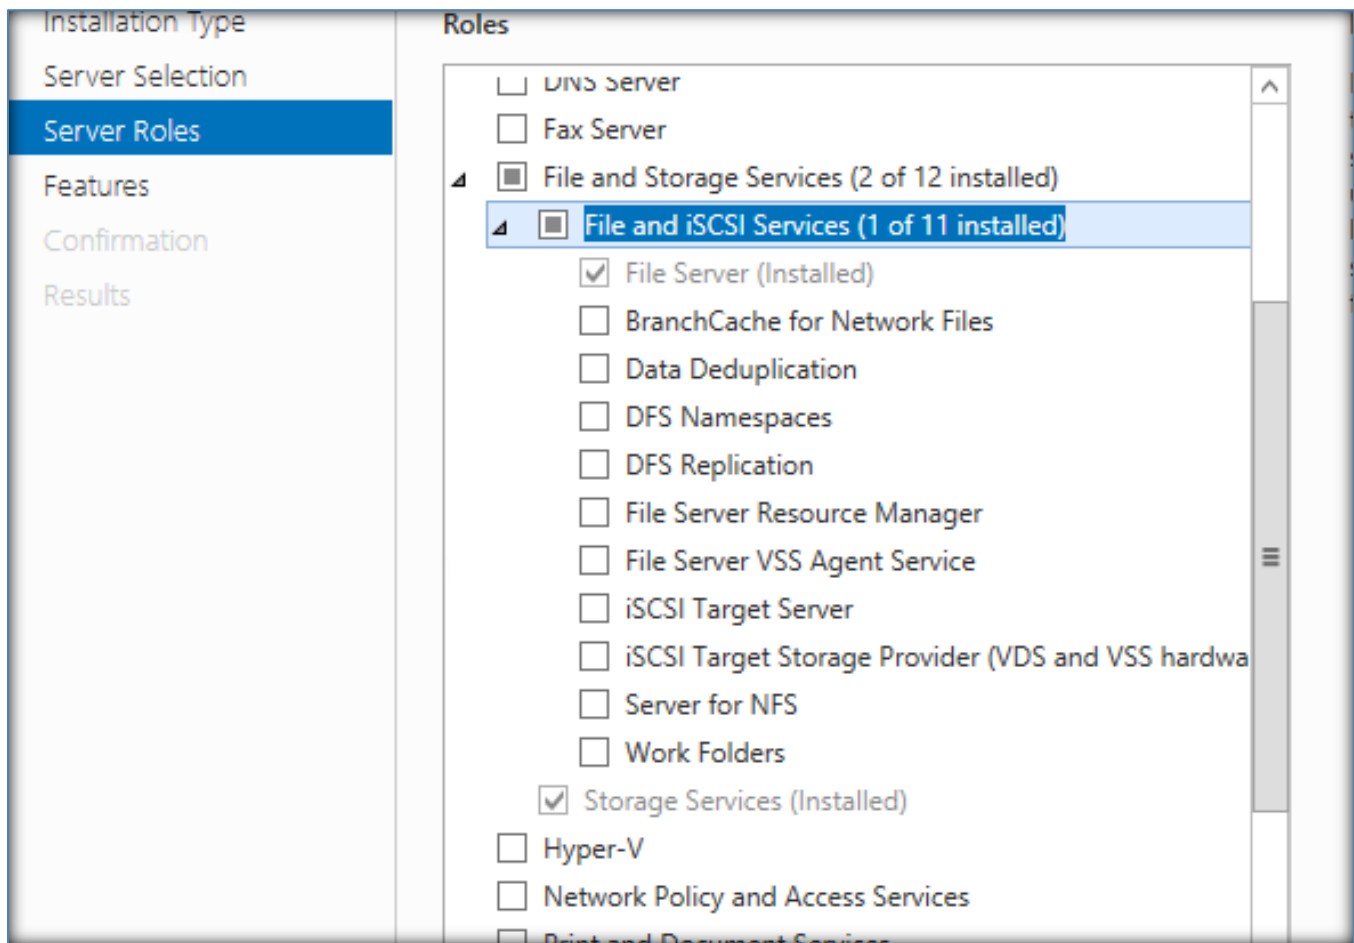 Installation Type
Server Selection
Server Roles
Features
Confirmation
Results
Roles
DNS Server
Fax Server
File and Storage Services (2 of 12 installed)
File and iSCSI Services (1 of 11 installed)
File Server (Installed)
BranchCache for Network Files
Data Deduplication
DFS Namespaces
DFS Replication
File Server Resource Manager
File Server VSS Agent Service
iSCSI Target Server
iSCSI Target Storage Provider (VDS and VSS hardwa
Server for NFS
Work Folders
Storage Services (Installed)
Hyper-V
Network Policy and Access Services
Print and Document Services